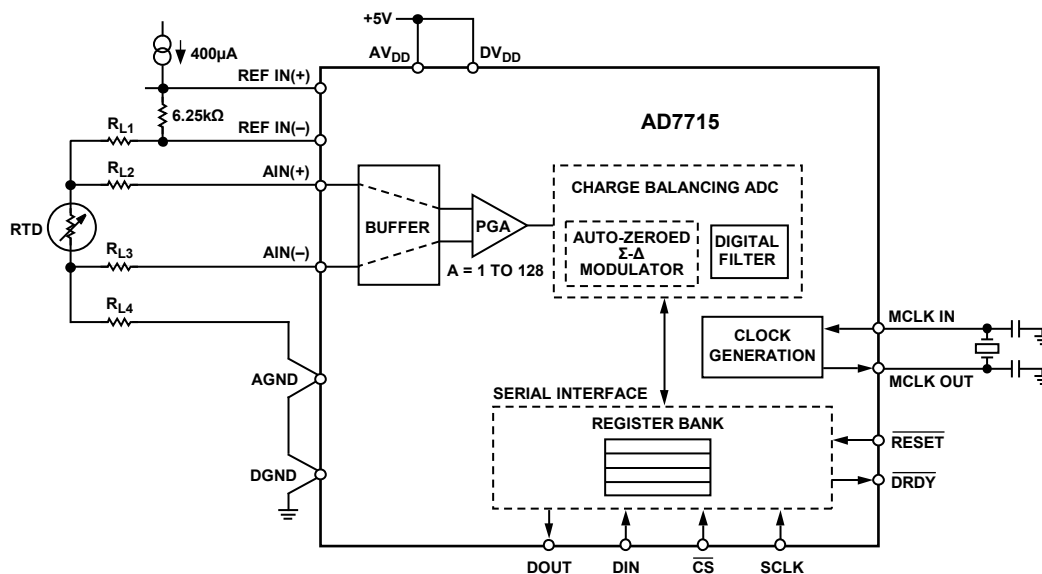 +5V
AVDD
DVDD
400µA
REF IN(+)
6.25kΩ
REF IN(–)
RL1
RL2
AIN(+)
RTD
RL3
AIN(–)
RL4
AGND
DGND
AD7715
BUFFER
PGA
A = 1 TO 128
CHARGE BALANCING ADC
AUTO-ZEROED
Σ-Δ
MODULATOR
DIGITAL
FILTER
CLOCK
GENERATION
MCLK IN
MCLK OUT
SERIAL INTERFACE
REGISTER BANK
RESET
DRDY
DOUT
DIN
CS
SCLK